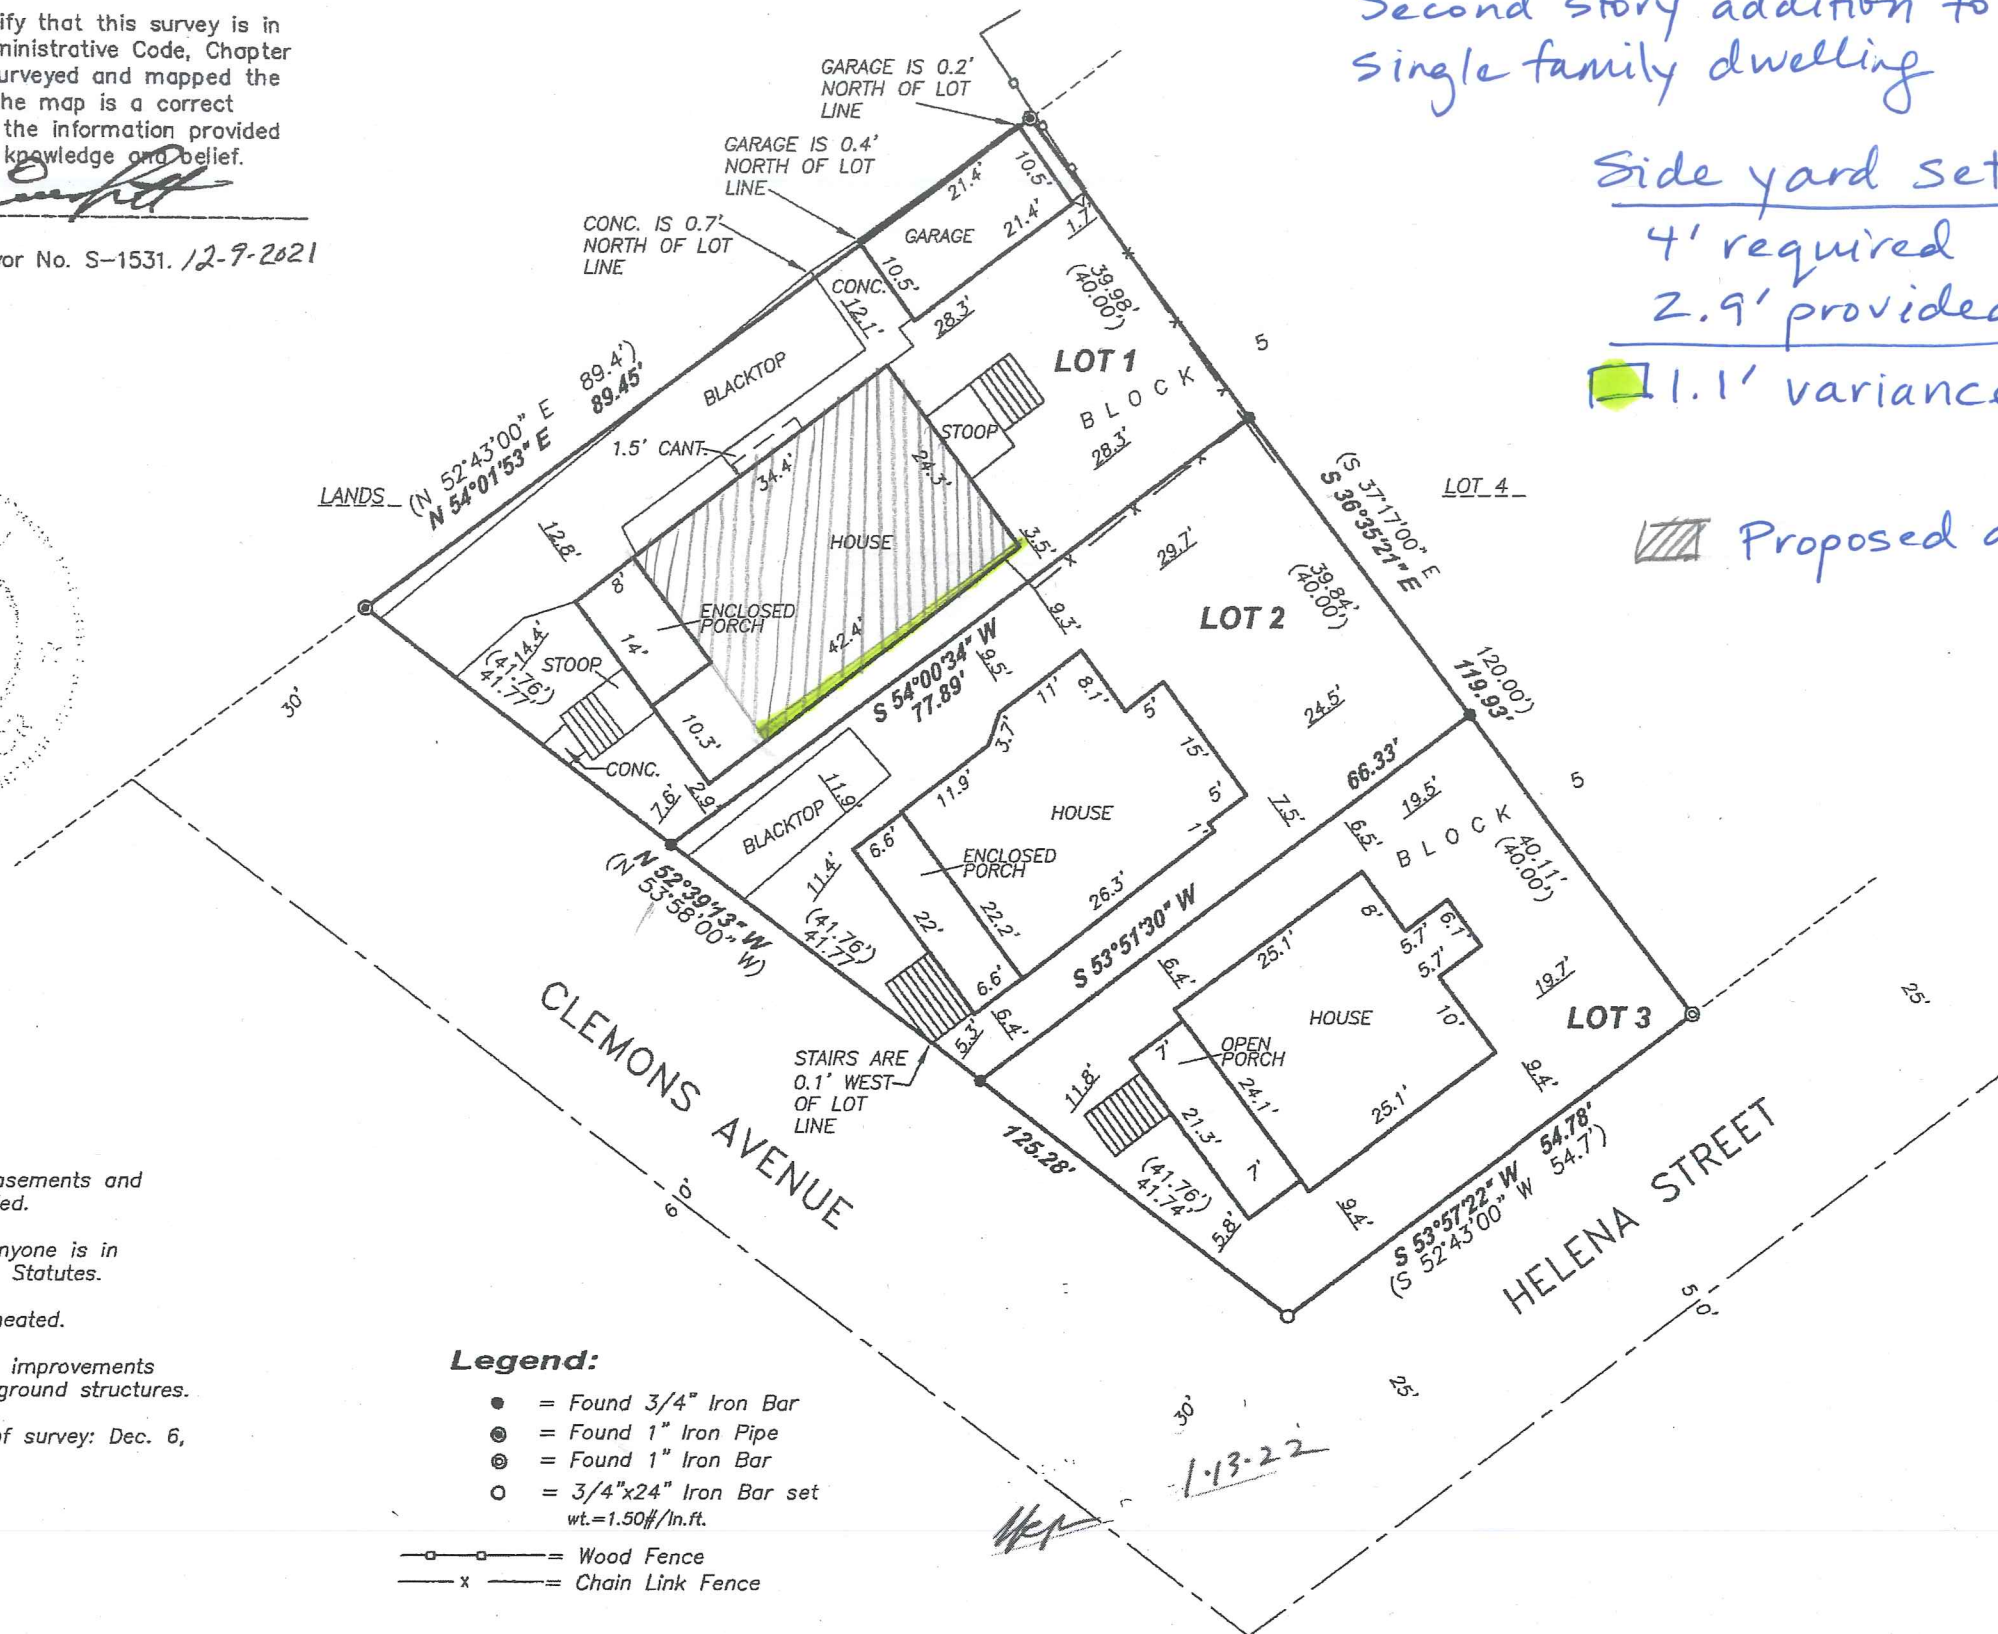 ify that this survey is in
ministrative Code, Chapter
urveyed and mapped the
he map is a correct
the information provided
knowledge and belief.
or No. S-1531. 12-9-2021
Second story addition to
single family dwelling
Side yard set
4' required
2.9' provided
1.1' variance
Proposed a
GARAGE IS 0.2'
NORTH OF LOT
LINE
GARAGE IS 0.4'
NORTH OF LOT
LINE
CONC. IS 0.7'
NORTH OF LOT
LINE
21.4'
10.5'
GARAGE
21.4'
1.7'
10.5'
CONC.
12.1'
28.3'
39.98'
(40.00')
5
LOT 1
BLOCK
89.4')
89.45'
BLACKTOP
(N 52°43'00" E
N 54°01'53" E
LANDS
1.5' CANT.
34.4'
24.3'
STOOP
28.3'
(S 37°17'00" E
S 36°35'21" E
LOT 4
12.8'
HOUSE
3.5'
29.7'
8'
ENCLOSED
PORCH
42.4'
9.3'
39.84'
(40.00')
LOT 2
14'
14.4'
(41.76')
41.77'
STOOP
S 54°00'34" W
77.89'
9.5'
30'
10.3'
CONC.
7.6'
2.9'
11'
8.1'
5'
3.7'
24.5'
120.00')
119.93'
15'
11.9'
11.9'
BLACKTOP
HOUSE
5'
1'
7.5'
66.33'
19.5'
6.5'
BLOCK
5
40.11'
(40.00')
N 52°39'13" W
(N 53°58'00" W)
6.6'
11.4'
ENCLOSED
PORCH
26.3'
22'
22.2'
(41.76')
41.77'
6.6'
S 53°51'30" W
6.4'
25.1'
8'
5.7'
6.1'
5.7'
19.7'
25'
CLEMONS AVENUE
STAIRS ARE
0.1' WEST
OF LOT
LINE
5.3'
6.4'
HOUSE
10'
LOT 3
OPEN
PORCH
7'
11.8'
24.1'
25.1'
9.4'
21.3'
7'
125.28'
(41.76')
41.74'
5.8'
9.4'
S 53°57'22" W 54.78'
(S 52°43'00" W 54.7')
HELENA STREET
60'
50'
25'
30'
1-13-22
asements and
ed.
nyone is in
Statutes.
neated.
improvements
ground structures.
of survey: Dec. 6,
Legend:
= Found 3/4" Iron Bar
= Found 1" Iron Pipe
= Found 1" Iron Bar
= 3/4"x24" Iron Bar set
wt.=1.50#/ln.ft.
= Wood Fence
x = Chain Link Fence